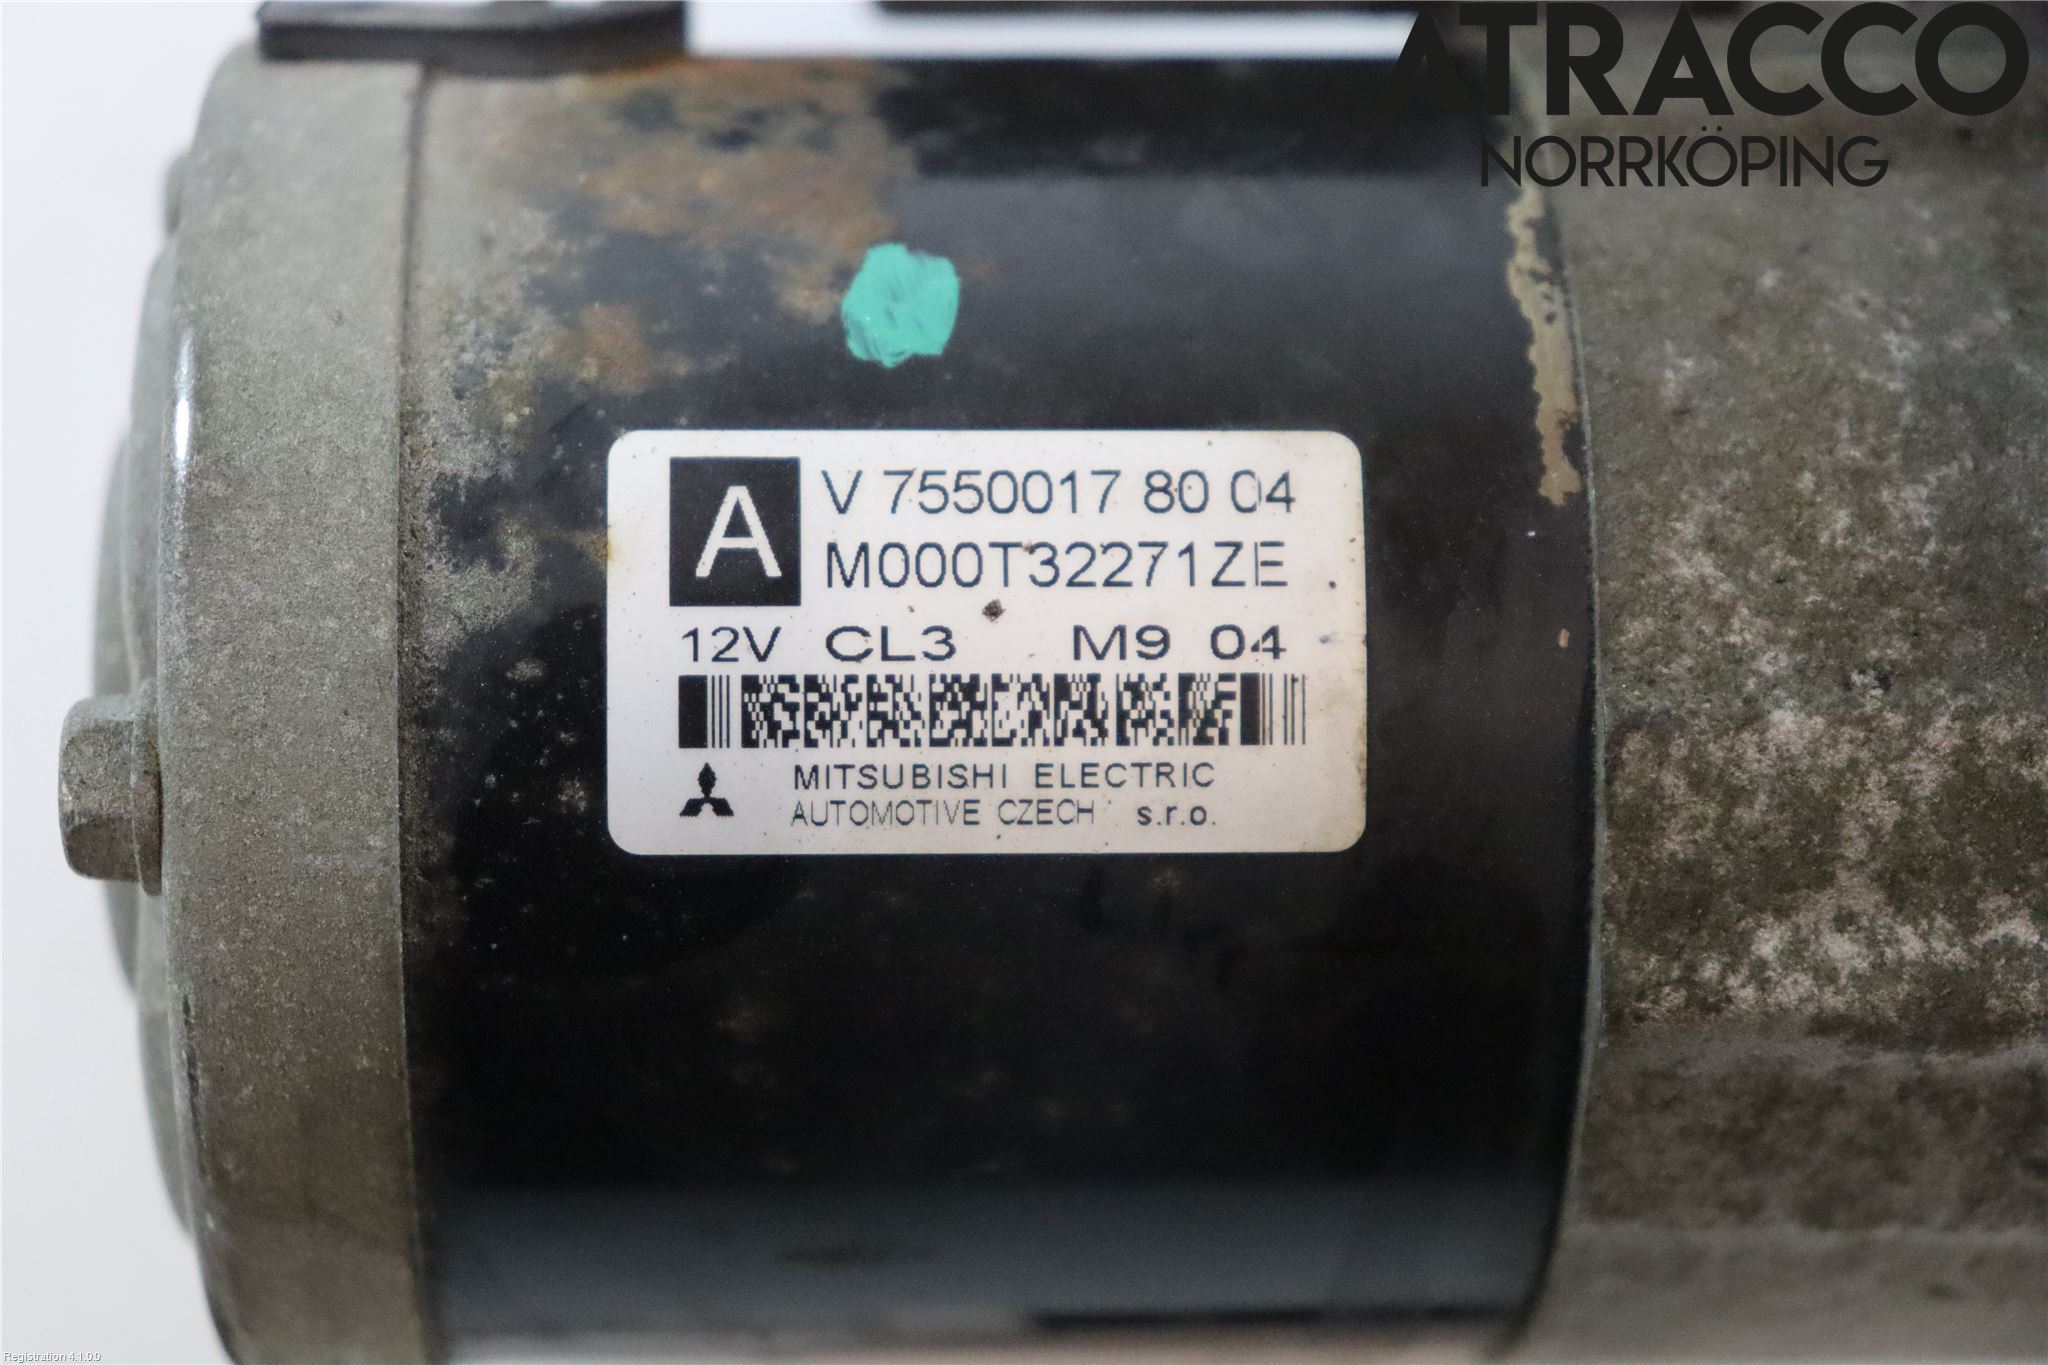 ATRACCO
NORRKÖPING
A
V 7550017 80 04
M000T32271ZE
12V CL3 M9 04
MITSUBISHI ELECTRIC
AUTOMOTIVE CZECH s.r.o.
Registration 4.1.0.0